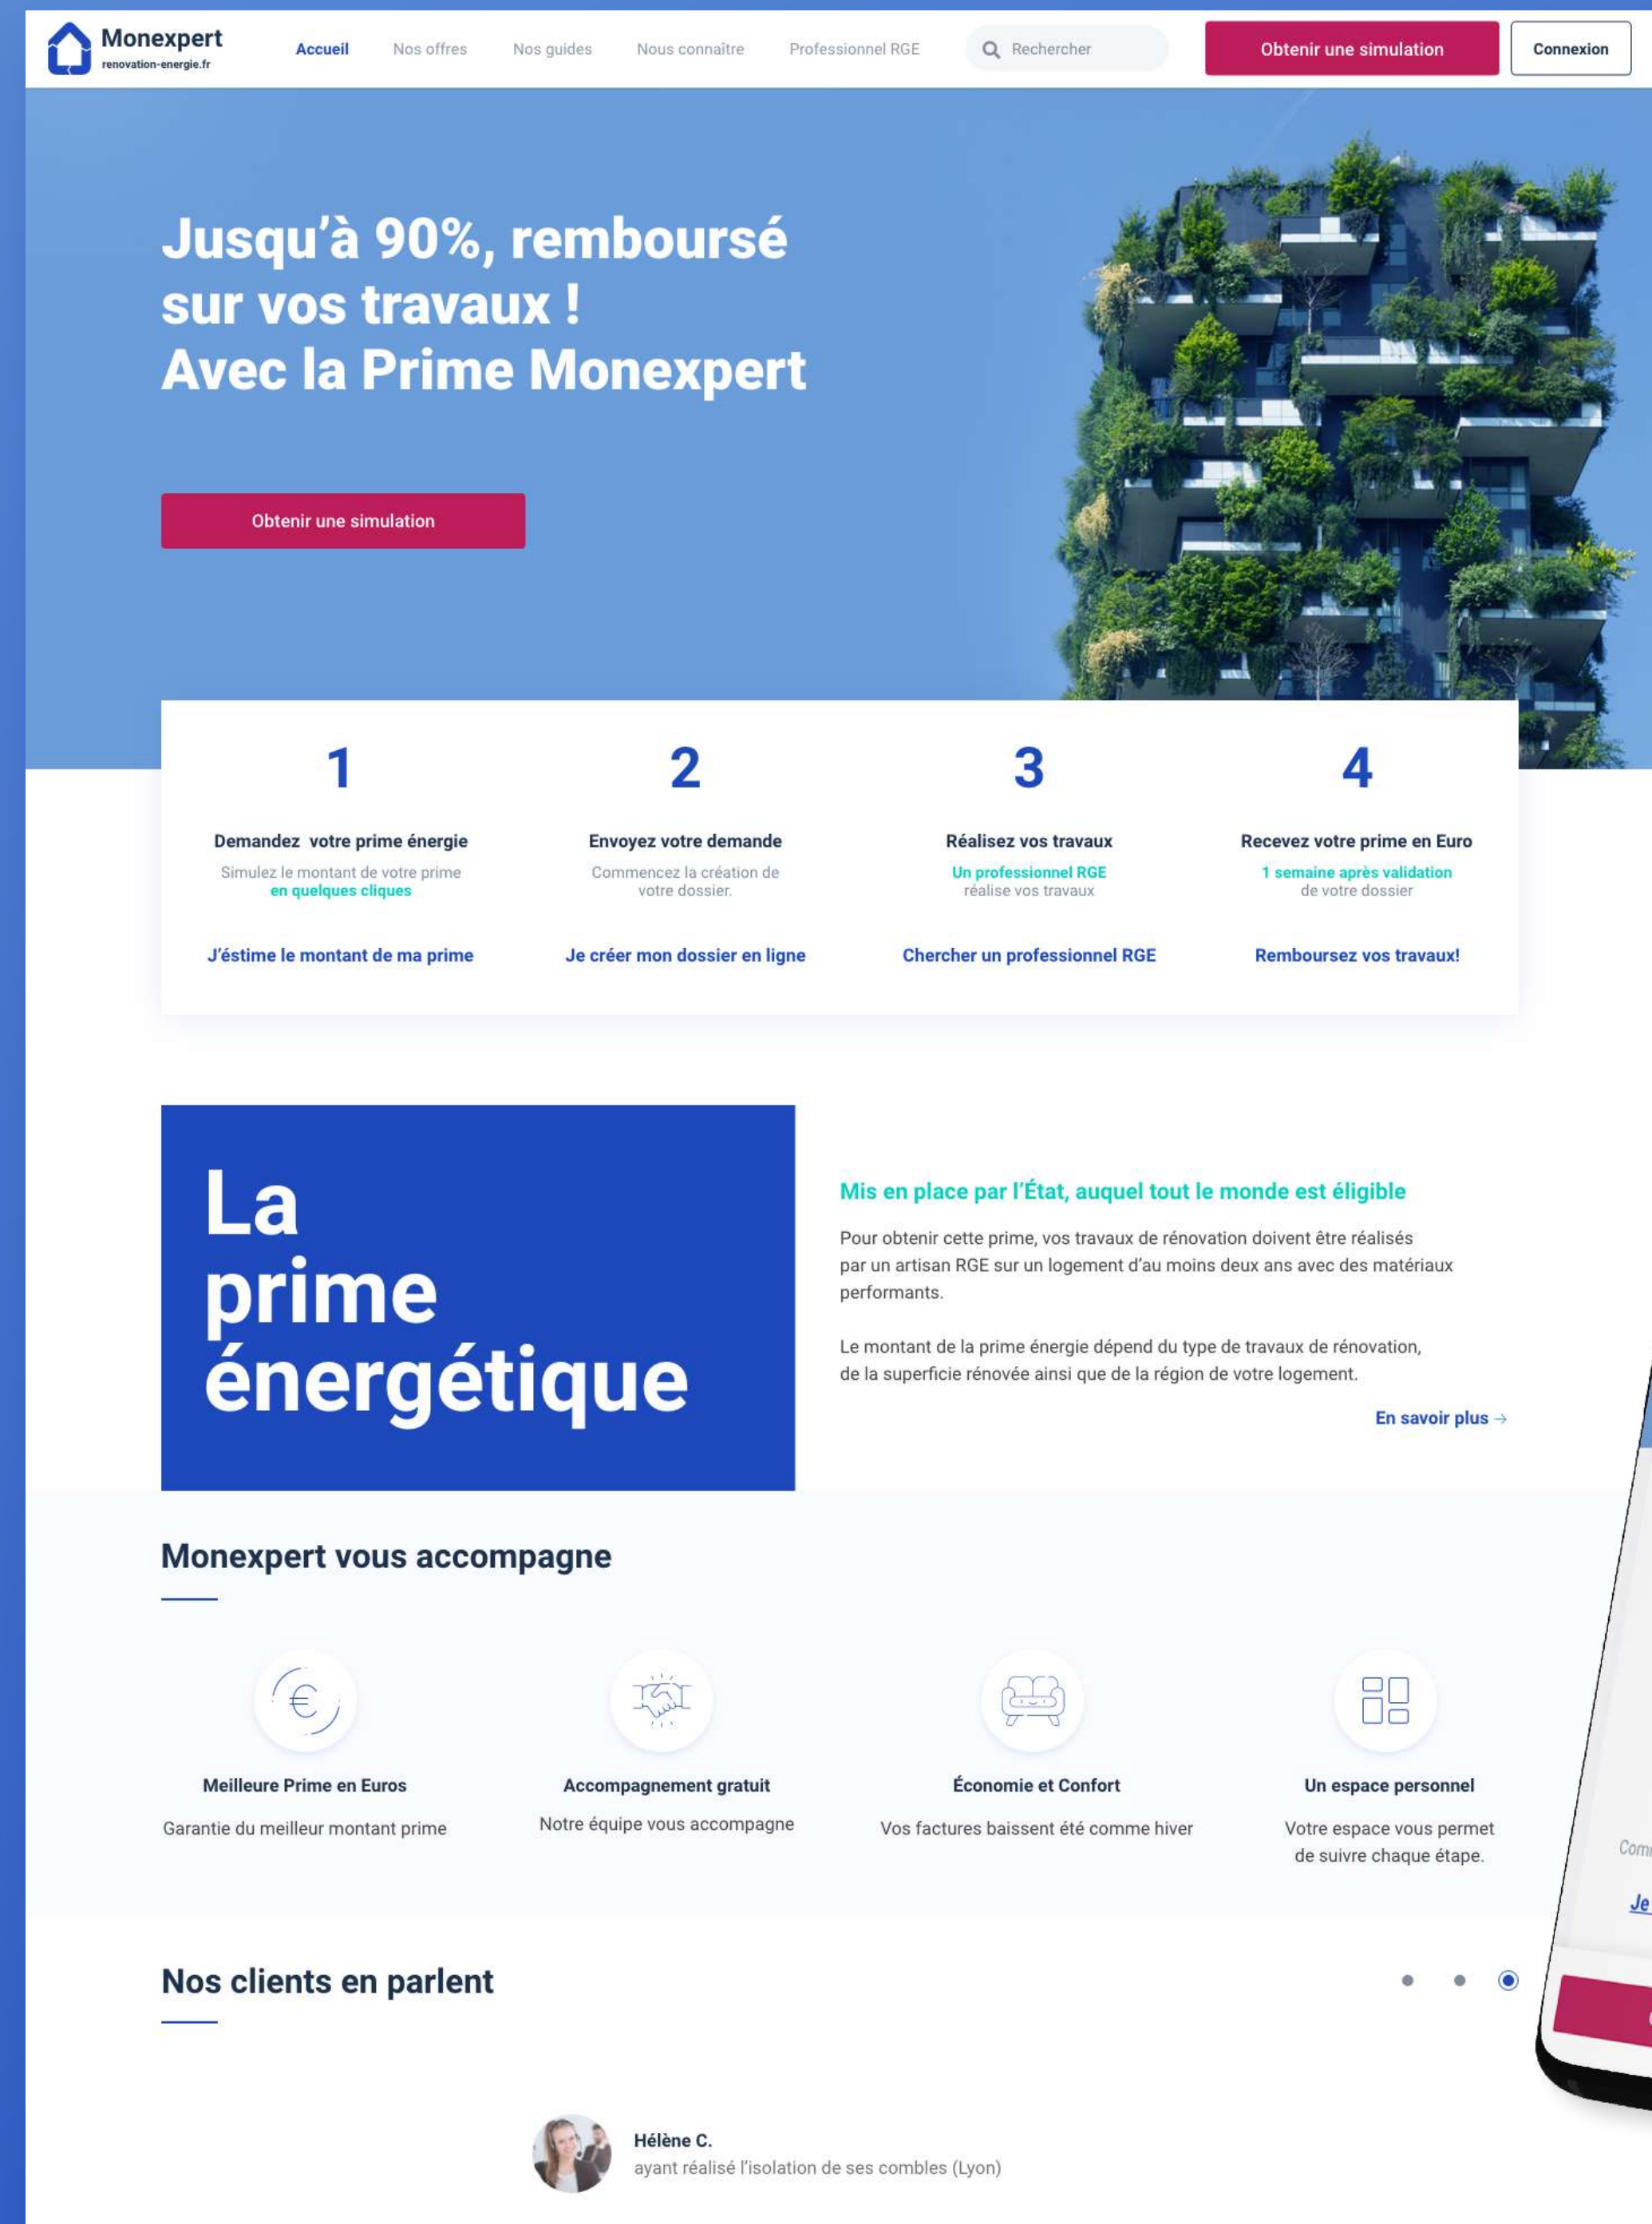 Monexpert
renovation-energie.fr
Accueil
Nos offres
Nos guides
Nous connaître
Professionnel RGE
Rechercher
Obtenir une simulation
Connexion
Jusqu’à 90%, remboursé
sur vos travaux !
Avec la Prime Monexpert
Obtenir une simulation
1
Demandez votre prime énergie
Simulez le montant de votre prime
en quelques cliques
J’éstime le montant de ma prime
2
Envoyez votre demande
Commencez la création de
votre dossier.
Je créer mon dossier en ligne
3
Réalisez vos travaux
Un professionnel RGE
réalise vos travaux
Chercher un professionnel RGE
4
Recevez votre prime en Euro
1 semaine après validation
de votre dossier
Remboursez vos travaux!
La
prime
énergétique
Mis en place par l’État, auquel tout le monde est éligible
Pour obtenir cette prime, vos travaux de rénovation doivent être réalisés
par un artisan RGE sur un logement d’au moins deux ans avec des matériaux
performants.
Le montant de la prime énergie dépend du type de travaux de rénovation,
de la superficie rénovée ainsi que de la région de votre logement.
En savoir plus →
Monexpert vous accompagne
€
Meilleure Prime en Euros
Garantie du meilleur montant prime
Accompagnement gratuit
Notre équipe vous accompagne
Économie et Confort
Vos factures baissent été comme hiver
Un espace personnel
Votre espace vous permet
de suivre chaque étape.
Je
Nos clients en parlent
Hélène C.
ayant réalisé l’isolation de ses combles (Lyon)